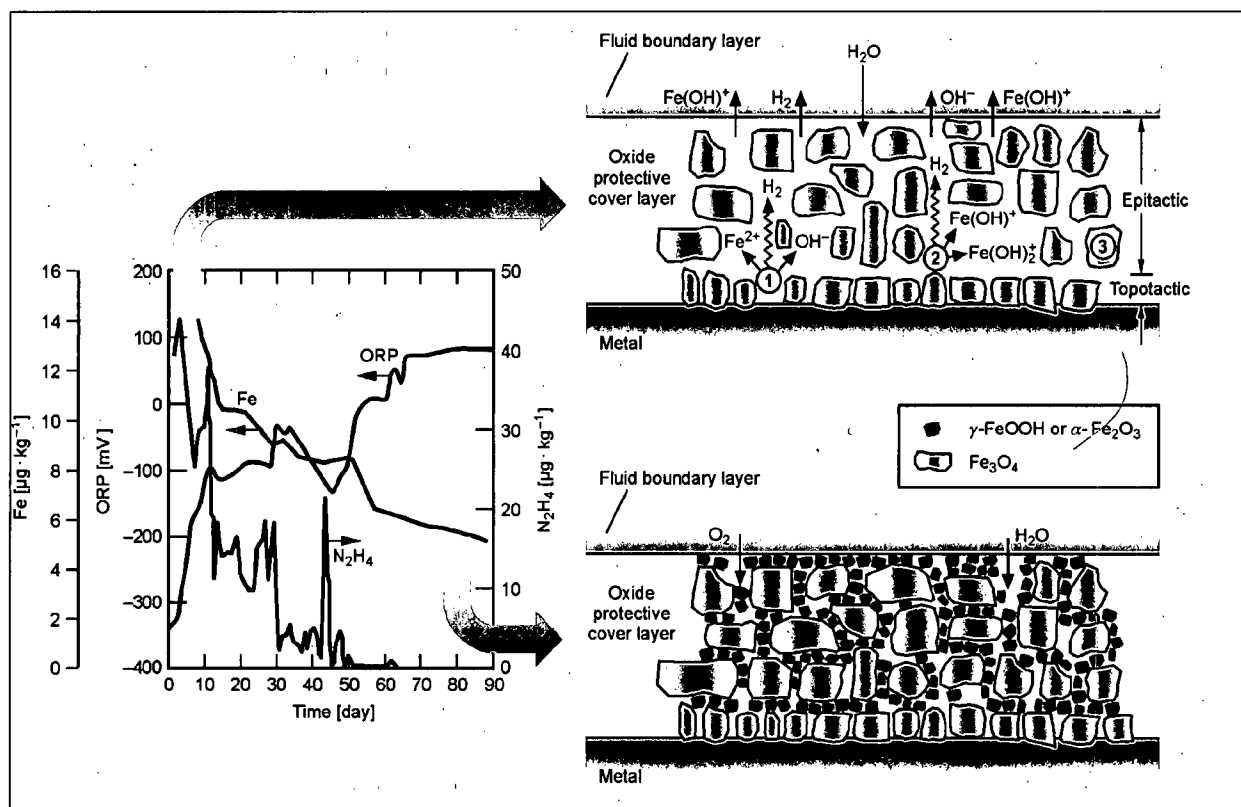 Fluid boundary layer
H₂O
Fe(OH)⁺
H₂
OH⁻
Fe(OH)⁺
Oxide
protective
cover layer
H₂
H₂
Fe²⁺
OH⁻
Fe(OH)⁺
Fe(OH)₂⁺
1
2
3
Epitactic
Topotactic
Metal
γ-FeOOH or α-Fe₂O₃
Fe₃O₄
Fluid boundary layer
O₂
H₂O
Oxide
protective
cover layer
Metal
Fe [µg · kg⁻¹]
16
14
12
10
8
6
4
2
0
ORP [mV]
200
100
0
−100
−200
−300
−400
ORP
Fe
N₂H₄
50
40
30
20
10
0
N₂H₄ [µg · kg⁻¹]
0 10 20 30 40 50 60 70 80 90
Time [day]